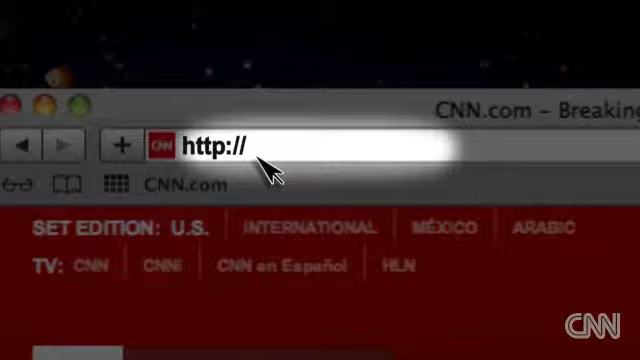 CNN.com – Breaking
+ CNN http://
CNN.com
SET EDITION: U.S. INTERNATIONAL MÉXICO ARABIC
TV: CNN CNNi CNN en Español HLN
CNN